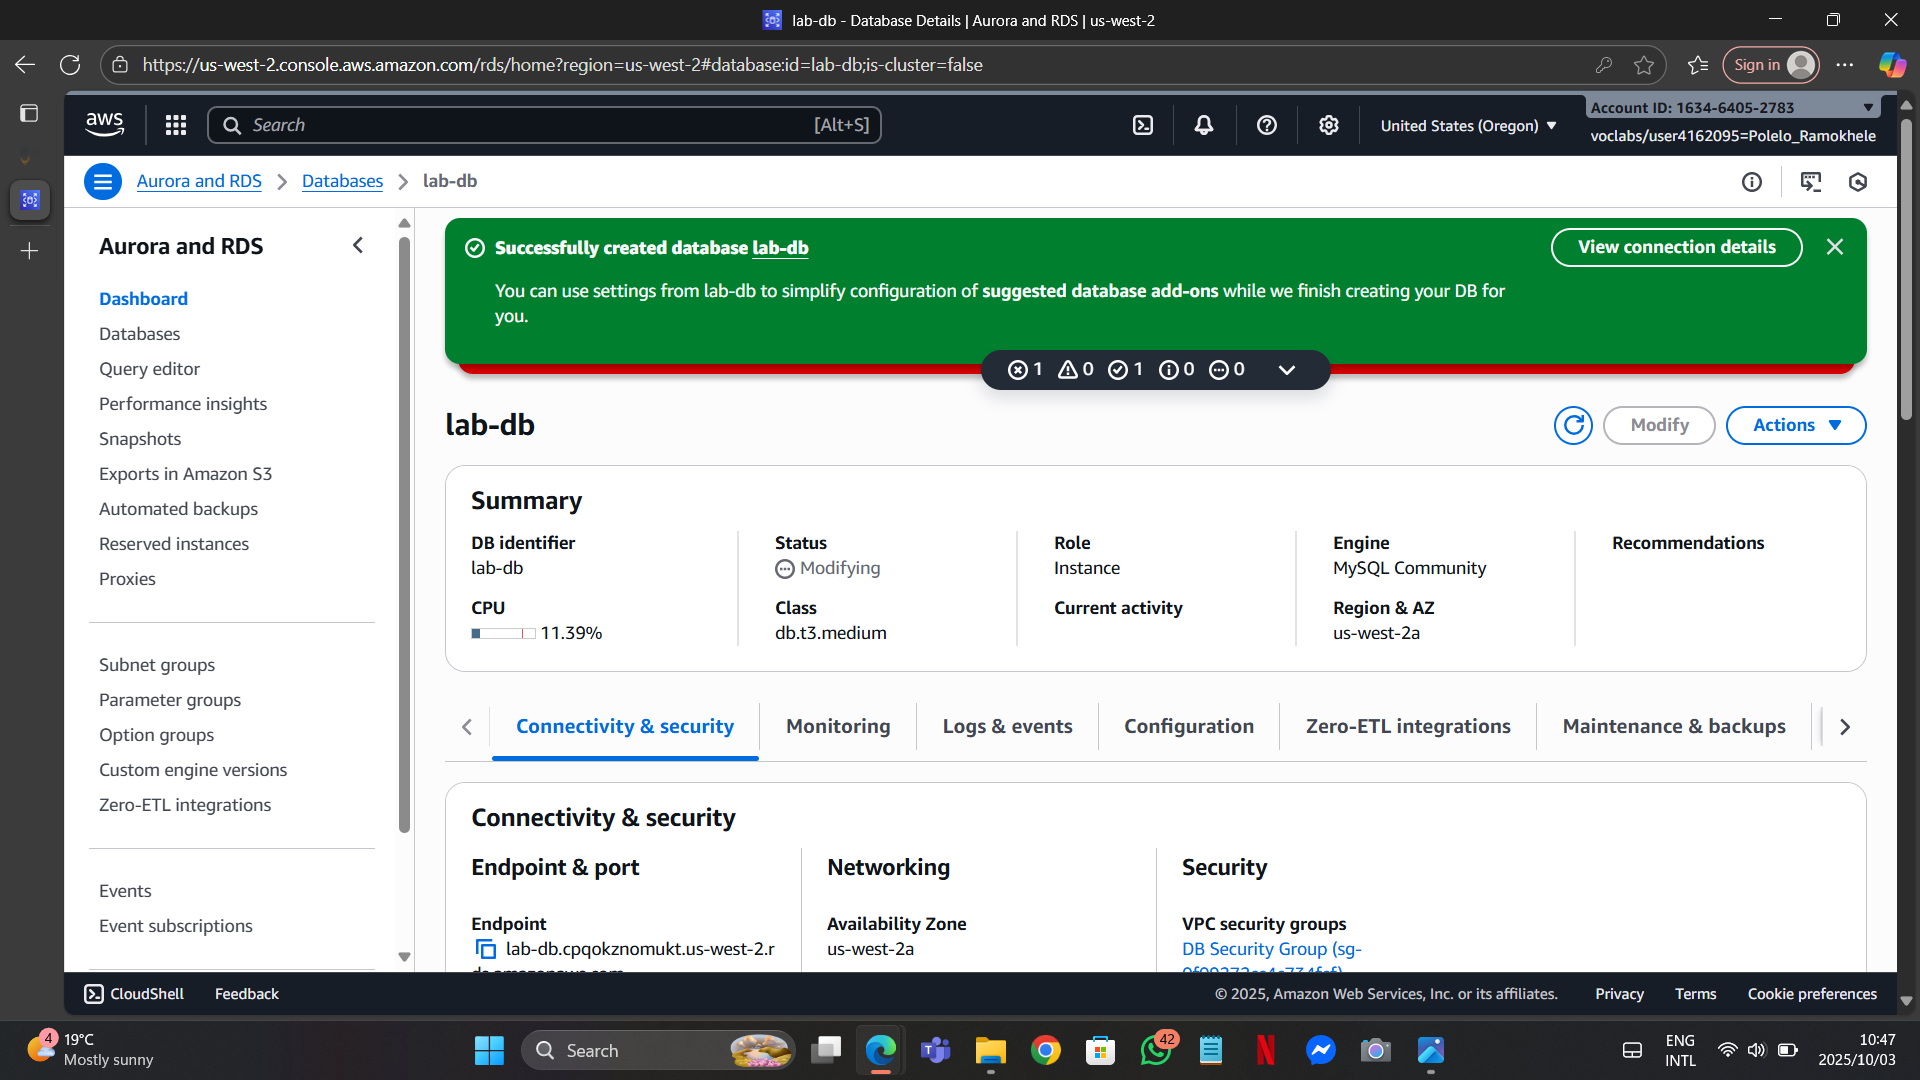 lab-db - Database Details | Aurora and RDS | us-west-2
https://us-west-2.console.aws.amazon.com/rds/home?region=us-west-2#database:id=lab-db;is-cluster=false
Sign in
aws
Search
[Alt+S]
United States (Oregon)
Account ID: 1634-6405-2783
voclabs/user4162095=Polelo_Ramokhele
Aurora and RDS
Databases
lab-db
Aurora and RDS
Dashboard
Databases
Query editor
Performance insights
Snapshots
Exports in Amazon S3
Automated backups
Reserved instances
Proxies
Subnet groups
Parameter groups
Option groups
Custom engine versions
Zero-ETL integrations
Events
Event subscriptions
Successfully created database lab-db
View connection details
You can use settings from lab-db to simplify configuration of suggested database add-ons while we finish creating your DB for
you.
1 0 1 0 0
lab-db
Modify
Actions
Summary
DB identifier
lab-db
Status
Modifying
Role
Instance
Engine
MySQL Community
Recommendations
CPU
11.39%
Class
db.t3.medium
Current activity
Region & AZ
us-west-2a
Connectivity & security
Monitoring
Logs & events
Configuration
Zero-ETL integrations
Maintenance & backups
Connectivity & security
Endpoint & port
Endpoint
lab-db.cpqokznomukt.us-west-2.r
Networking
Availability Zone
us-west-2a
Security
VPC security groups
DB Security Group (sg-
CloudShell
Feedback
© 2025, Amazon Web Services, Inc. or its affiliates.
Privacy
Terms
Cookie preferences
4
19°C
Mostly sunny
Search
42
ENG
INTL
10:47
2025/10/03